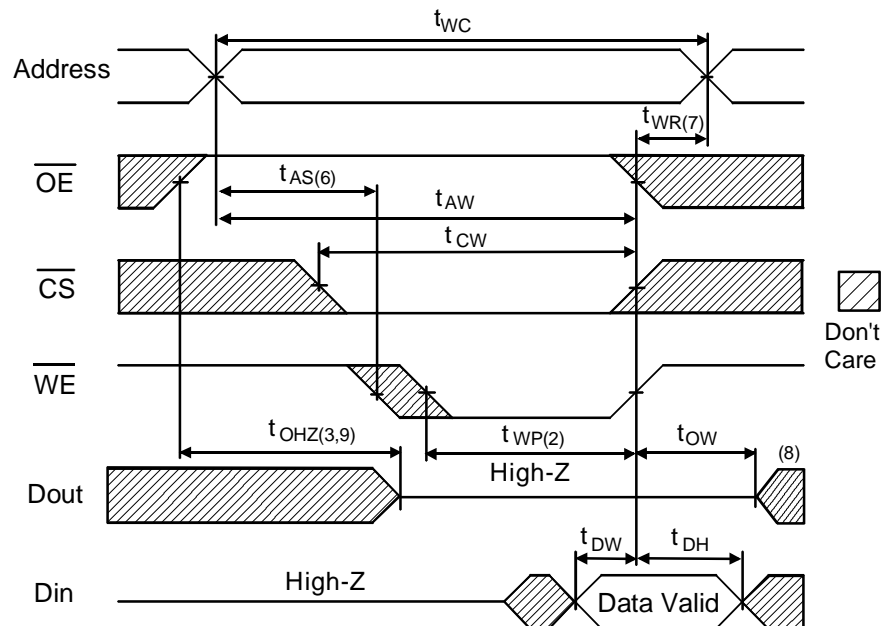 tWC
Address
tWR(7)
OE
tAS(6)
tAW
tCW
CS
Don't
Care
WE
tOHZ(3,9)
tWP(2)
tOW
High-Z
(8)
Dout
tDW
tDH
High-Z
Din
Data Valid